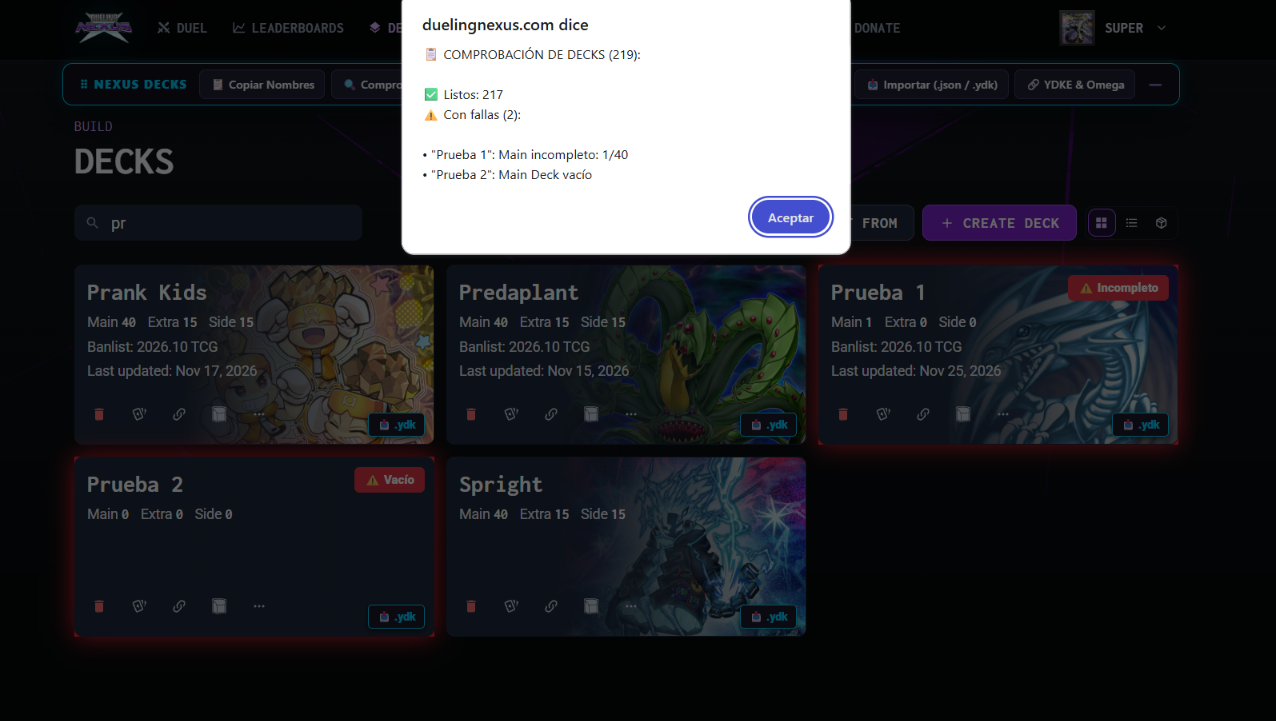 DUELING
NEXUS
DUEL
LEADERBOARDS
DE
DONATE
SUPER
duelingnexus.com dice
📋 COMPROBACIÓN DE DECKS (219):
✅ Listos: 217
⚠️ Con fallas (2):
• "Prueba 1": Main incompleto: 1/40
• "Prueba 2": Main Deck vacío
Aceptar
NEXUS DECKS
Copiar Nombres
Compro
Importar (.json / .ydk)
YDKE & Omega
BUILD
DECKS
pr
FROM
+ CREATE DECK
Prank Kids
Main 40 Extra 15 Side 15
Banlist: 2026.10 TCG
Last updated: Nov 17, 2026
.ydk
Predaplant
Main 40 Extra 15 Side 15
Banlist: 2026.10 TCG
Last updated: Nov 15, 2026
.ydk
Prueba 1
⚠️ Incompleto
Main 1 Extra 0 Side 0
Banlist: 2026.10 TCG
Last updated: Nov 25, 2026
.ydk
Prueba 2
⚠️ Vacío
Main 0 Extra 0 Side 0
.ydk
Spright
Main 40 Extra 15 Side 15
.ydk